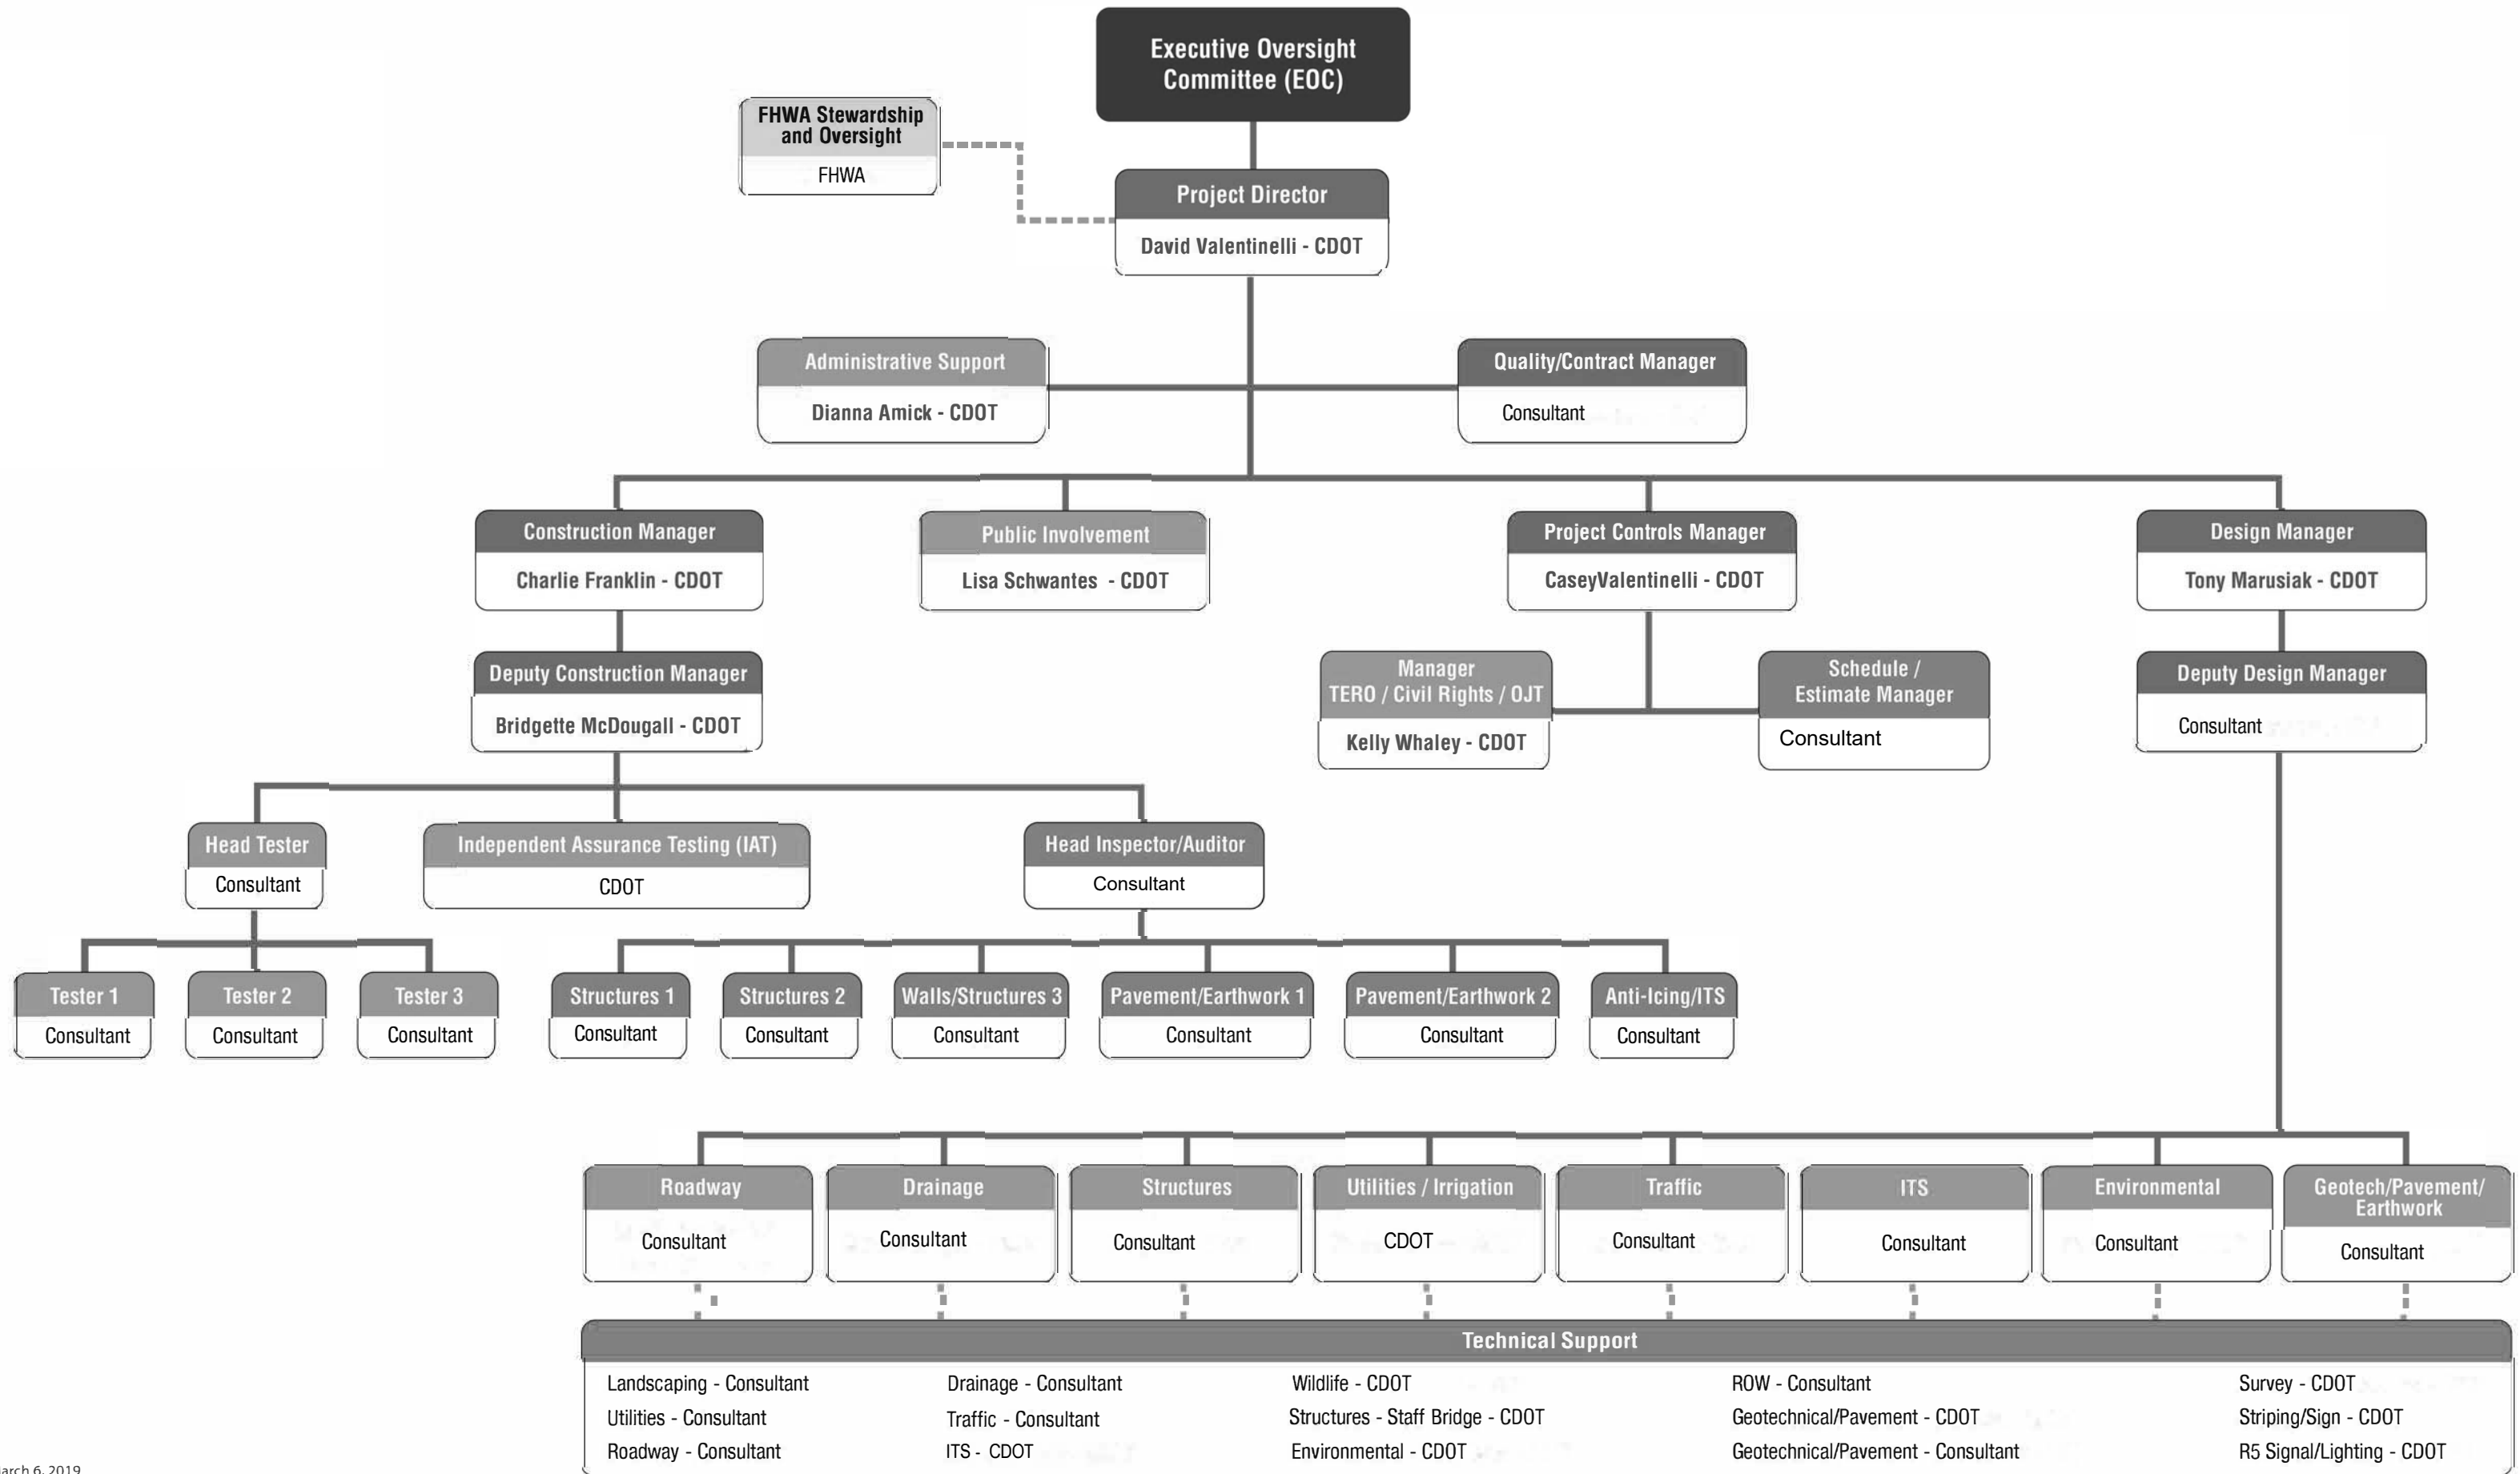 Executive Oversight
Committee (EOC)
FHWA Stewardship
and Oversight
FHWA
Project Director
David Valentinelli - CDOT
Administrative Support
Dianna Amick - CDOT
Quality/Contract Manager
Consultant
Construction Manager
Charlie Franklin - CDOT
Public Involvement
Lisa Schwantes - CDOT
Project Controls Manager
CaseyValentinelli - CDOT
Design Manager
Tony Marusiak - CDOT
Deputy Construction Manager
Bridgette McDougall - CDOT
Manager
TERO / Civil Rights / OJT
Kelly Whaley - CDOT
Schedule /
Estimate Manager
Consultant
Deputy Design Manager
Consultant
Head Tester
Consultant
Independent Assurance Testing (IAT)
CDOT
Head Inspector/Auditor
Consultant
Tester 1
Consultant
Tester 2
Consultant
Tester 3
Consultant
Structures 1
Consultant
Structures 2
Consultant
Walls/Structures 3
Consultant
Pavement/Earthwork 1
Consultant
Pavement/Earthwork 2
Consultant
Anti-Icing/ITS
Consultant
Roadway
Consultant
Drainage
Consultant
Structures
Consultant
Utilities / Irrigation
CDOT
Traffic
Consultant
ITS
Consultant
Environmental
Consultant
Geotech/Pavement/
Earthwork
Consultant
Technical Support
Landscaping - Consultant
Utilities - Consultant
Roadway - Consultant
Drainage - Consultant
Traffic - Consultant
ITS - CDOT
Wildlife - CDOT
Structures - Staff Bridge - CDOT
Environmental - CDOT
ROW - Consultant
Geotechnical/Pavement - CDOT
Geotechnical/Pavement - Consultant
Survey - CDOT
Striping/Sign - CDOT
R5 Signal/Lighting - CDOT
6, 2019